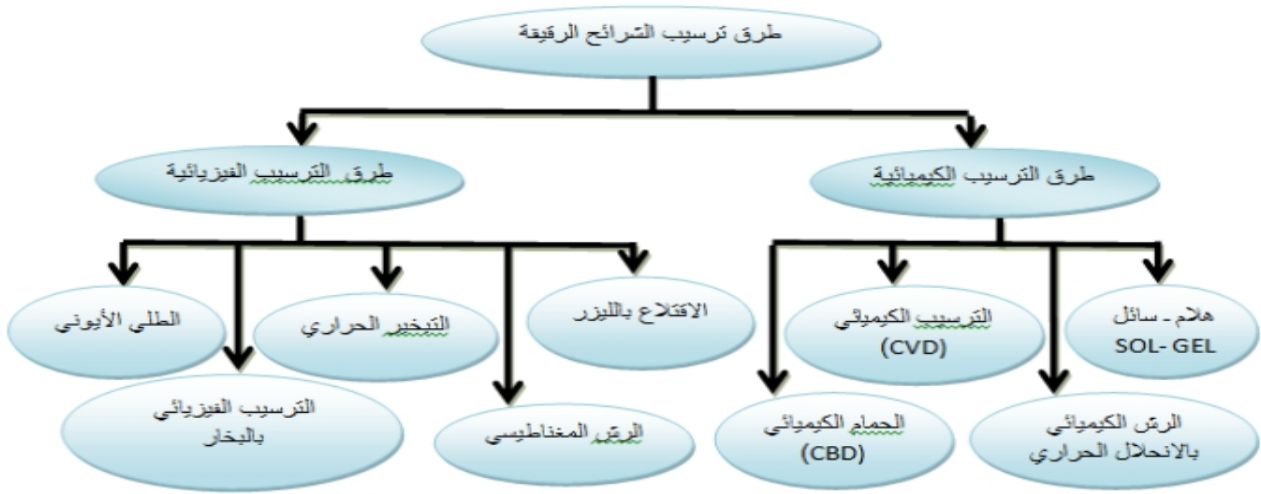 طرق ترسيب الشرائح الرقيقة
طرق الترسيب الكيميائية
طرق الترسيب الفيزيائية
هلام - سائل
SOL- GEL
الترسيب الكيميائي
(CVD)
الرش الكيميائي
بالانحلال الحراري
الحمام الكيميائي
(CBD)
الاقتلاع بالليزر
التبخير الحراري
الطلي الأيوني
الرش المغناطيسي
الترسيب الفيزيائي
بالبخار